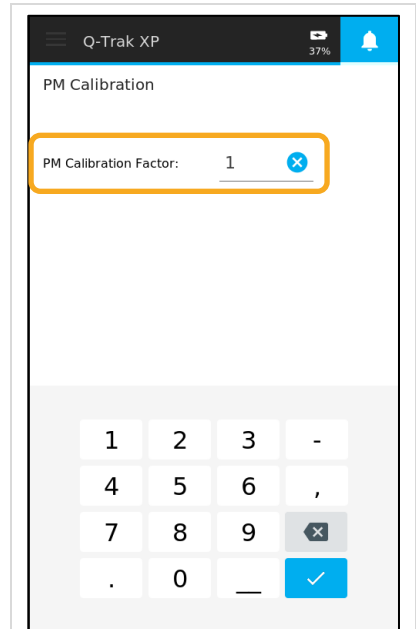 Q-Trak XP
37%
PM Calibration
PM Calibration Factor: 1
1 2 3 -
4 5 6 ,
7 8 9
. 0 _